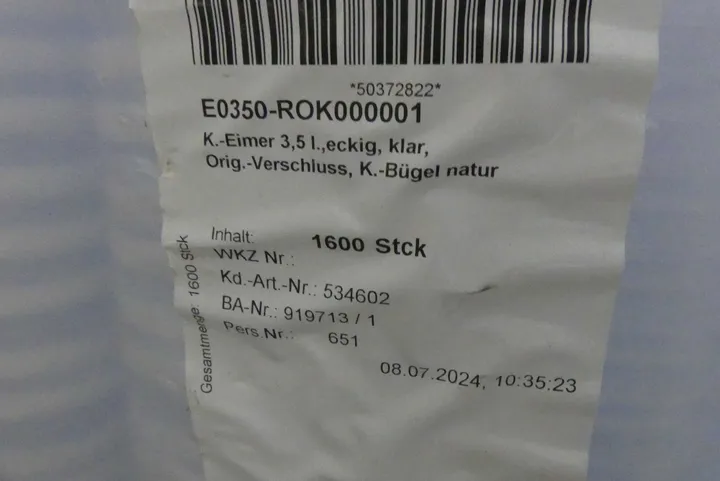 *50372822*
E0350-ROK000001
K.-Eimer 3,5 l.,eckig, klar,
Orig.-Verschluss, K.-Bügel natur
Inhalt: 1600 Stck
WKZ Nr.:
Kd.-Art.-Nr.: 534602
BA-Nr.: 919713 / 1
Pers.Nr.: 651
08.07.2024, 10:35:23
Gesamtmenge: 1600 Stck